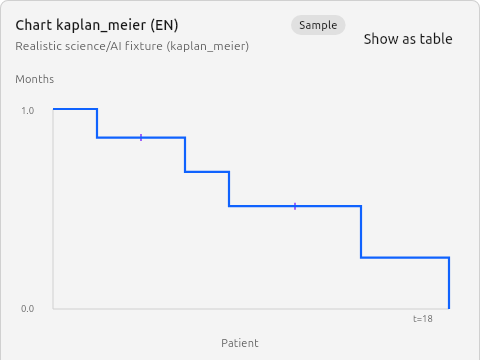 Chart kaplan_meier (EN)
Sample
Show as table
Realistic science/AI fixture (kaplan_meier)
Months
1.0
0.0
t=18
Patient